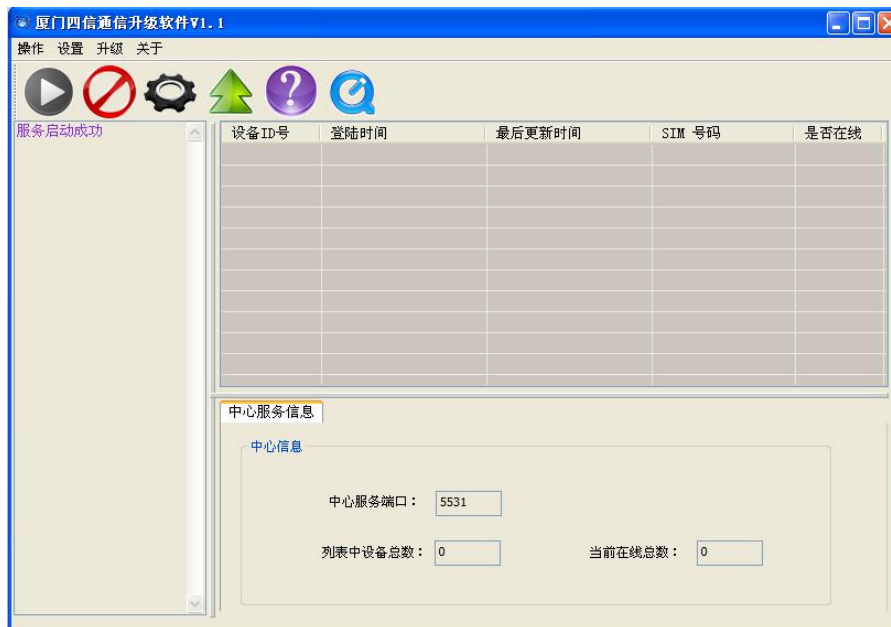 厦门四信通信升级软件V1.1
操作 设置 升级 关于
服务启动成功
设备ID号 登陆时间 最后更新时间 SIM 号码 是否在线
中心服务信息
中心信息
中心服务端口： 5531
列表中设备总数： 0 当前在线总数： 0